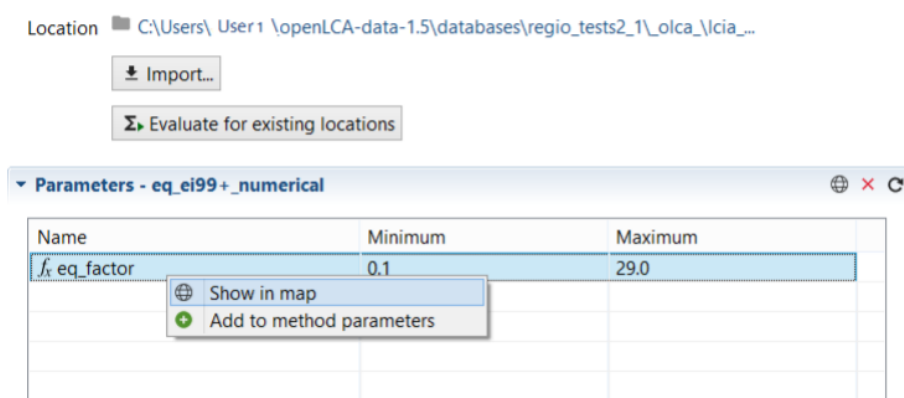 Location C:\Users\ User1 \openLCA-data-1.5\databases\regio_tests2_1\_olca_\lcia_...
Import...
Evaluate for existing locations
Parameters - eq_ei99+_numerical
Name Minimum Maximum
fx eq_factor 0.1 29.0
Show in map
Add to method parameters